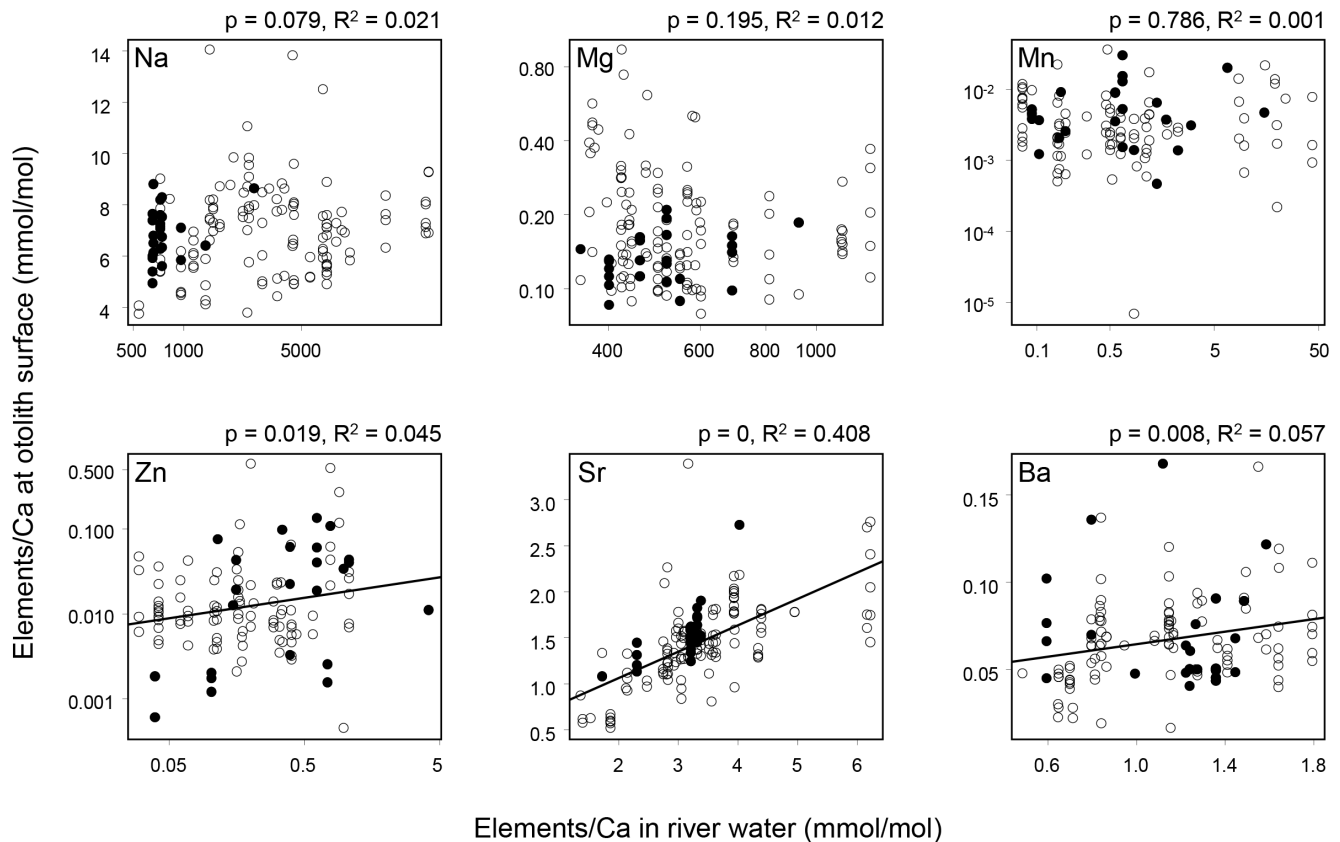 p = 0.079, R² = 0.021
p = 0.195, R² = 0.012
p = 0.786, R² = 0.001
Na
Mg
Mn
14
12
10
8
6
4
0.80
0.40
0.20
0.10
10⁻²
10⁻³
10⁻⁴
10⁻⁵
500 1000 5000
400 600 800 1000
0.1 0.5 5 50
Elements/Ca at otolith surface (mmol/mol)
p = 0.019, R² = 0.045
p = 0, R² = 0.408
p = 0.008, R² = 0.057
Zn
Sr
Ba
0.500
0.100
0.010
0.001
3.0
2.5
2.0
1.5
1.0
0.5
0.15
0.10
0.05
0.05 0.5 5
2 3 4 5 6
0.6 1.0 1.4 1.8
Elements/Ca in river water (mmol/mol)